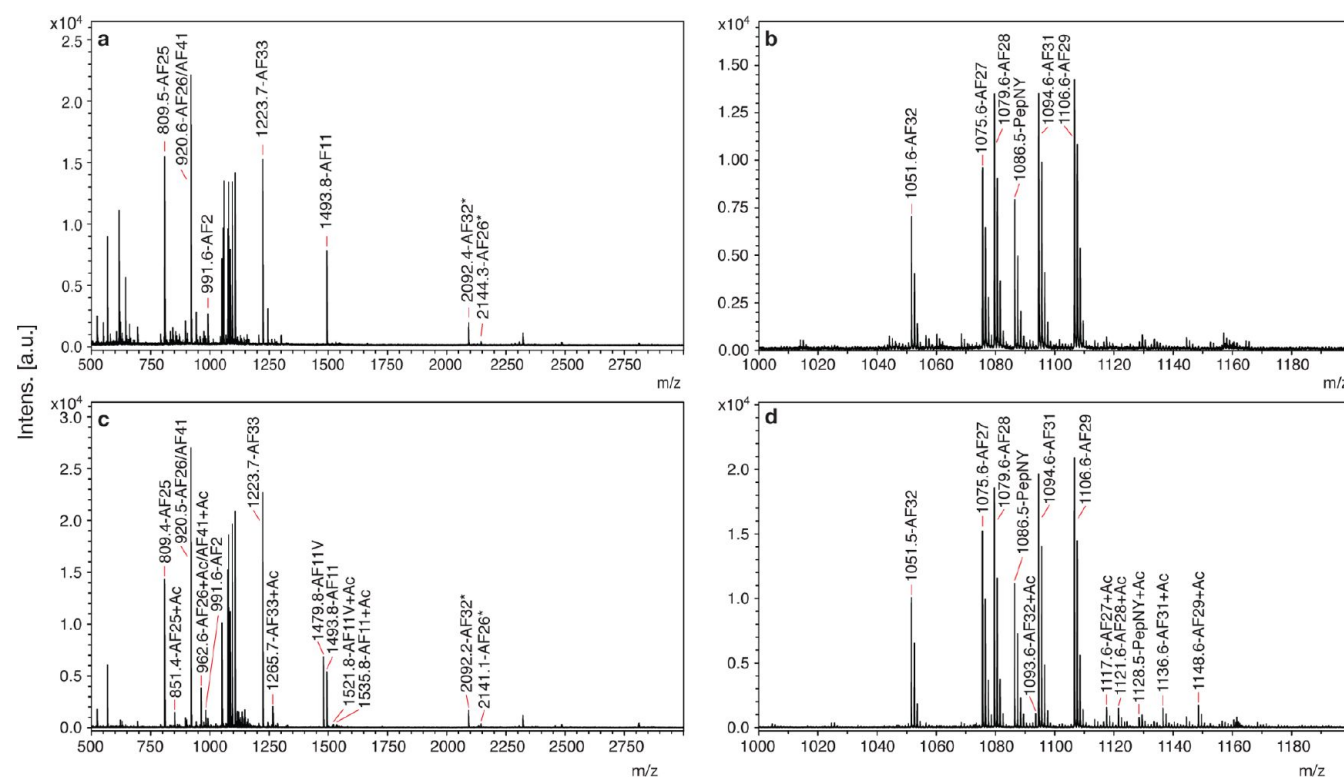 x10⁴
2.5
2.0
1.5
1.0
0.5
0.0
a
809.5-AF25
920.6-AF26/AF41
991.6-AF2
1223.7-AF33
1493.8-AF11
2092.4-AF32*
2144.3-AF26*
500 750 1000 1250 1500 1750 2000 2250 2500 2750
m/z
x10⁴
1.50
1.25
1.00
0.75
0.50
0.25
0.00
b
1051.6-AF32
1075.6-AF27
1079.6-AF28
1086.5-PepNY
1094.6-AF31
1106.6-AF29
1000 1020 1040 1060 1080 1100 1120 1140 1160 1180
m/z
Intens. [a.u.]
x10⁴
3.0
2.5
2.0
1.5
1.0
0.5
0.0
c
809.4-AF25
851.4-AF25+Ac
920.5-AF26/AF41
962.6-AF26+Ac/AF41+Ac
991.6-AF2
1223.7-AF33
1265.7-AF33+Ac
1479.8-AF11V
1493.8-AF11
1521.8-AF11V+Ac
1535.8-AF11+Ac
2092.2-AF32*
2141.1-AF26*
500 750 1000 1250 1500 1750 2000 2250 2500 2750
m/z
x10⁴
2.0
1.5
1.0
0.5
0.0
d
1051.5-AF32
1075.6-AF27
1079.6-AF28
1086.5-PepNY
1093.6-AF32+Ac
1094.6-AF31
1106.6-AF29
1117.6-AF27+Ac
1121.6-AF28+Ac
1128.5-PepNY+Ac
1136.6-AF31+Ac
1148.6-AF29+Ac
1000 1020 1040 1060 1080 1100 1120 1140 1160 1180
m/z